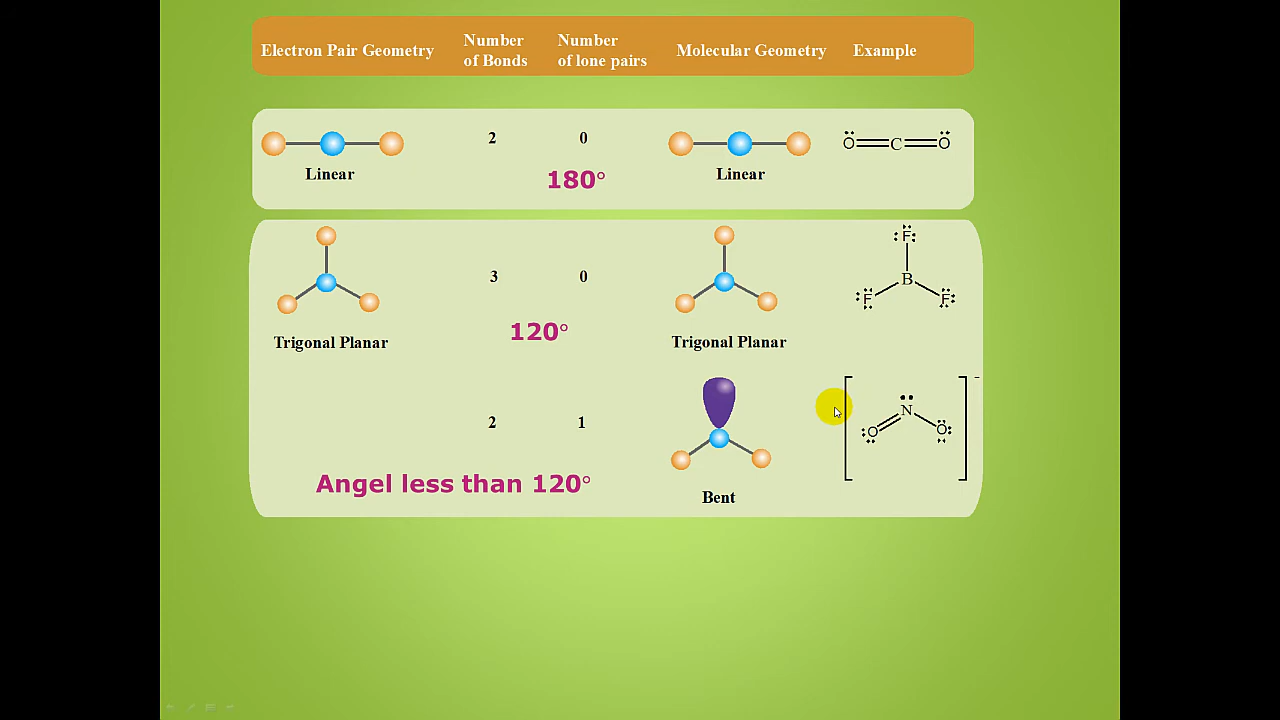 Electron Pair Geometry Number of Bonds Number of lone pairs Molecular Geometry Example
2 0
180°
Linear Linear
O C O
3 0
120°
Trigonal Planar Trigonal Planar
F
B
F F
2 1
Angel less than 120°
Bent
N
O O
-